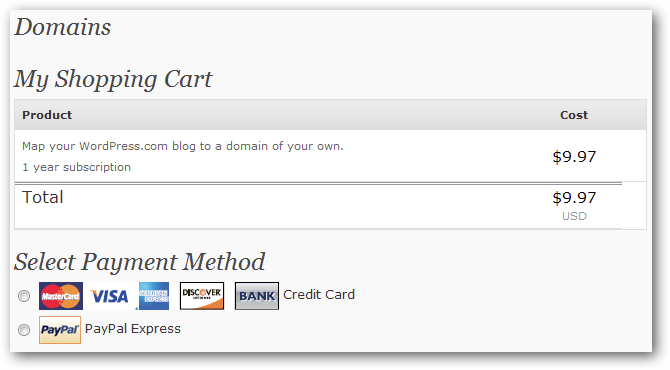 Domains
My Shopping Cart
Product Cost
Map your WordPress.com blog to a domain of your own.
1 year subscription
$9.97
Total $9.97
USD
Select Payment Method
MasterCard VISA AMERICAN EXPRESS DISCOVER NETWORK BANK Credit Card
PayPal PayPal Express